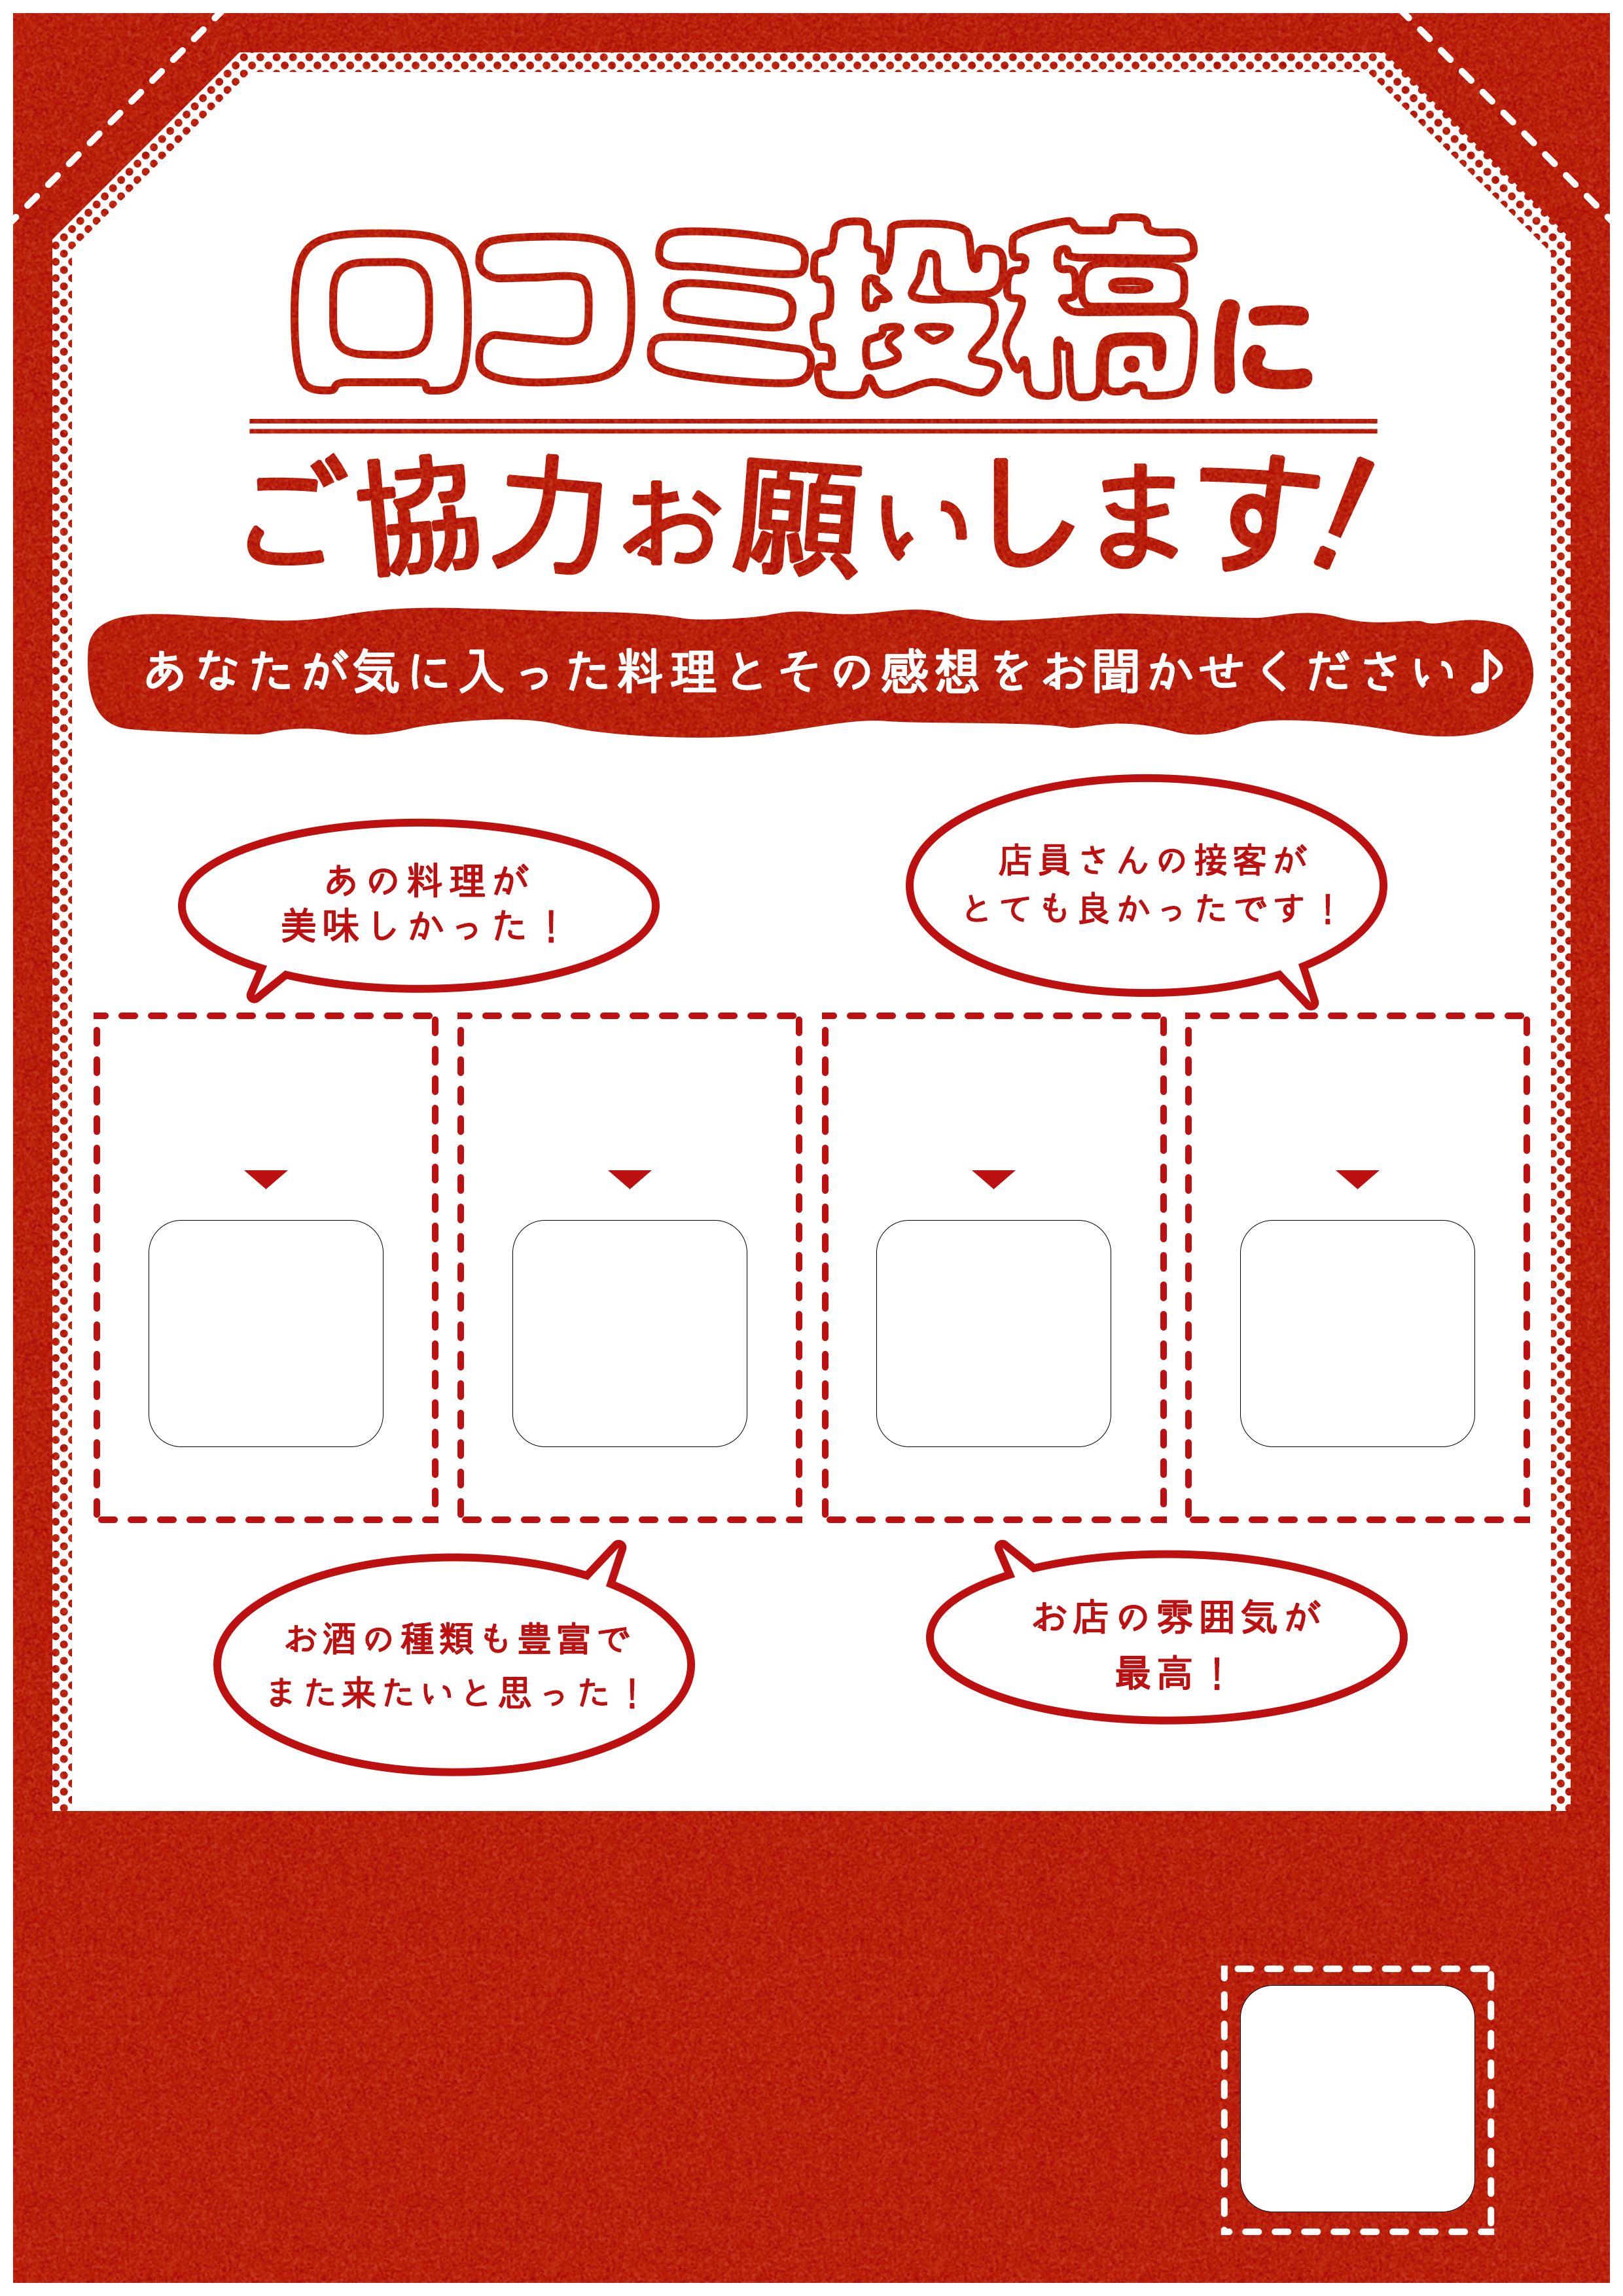 口コミ投稿に
ご協力お願いします!
あなたが気に入った料理とその感想をお聞かせください♪
あの料理が
美味しかった!
店員さんの接客が
とても良かったです!
お酒の種類も豊富で
また来たいと思った!
お店の雰囲気が
最高!